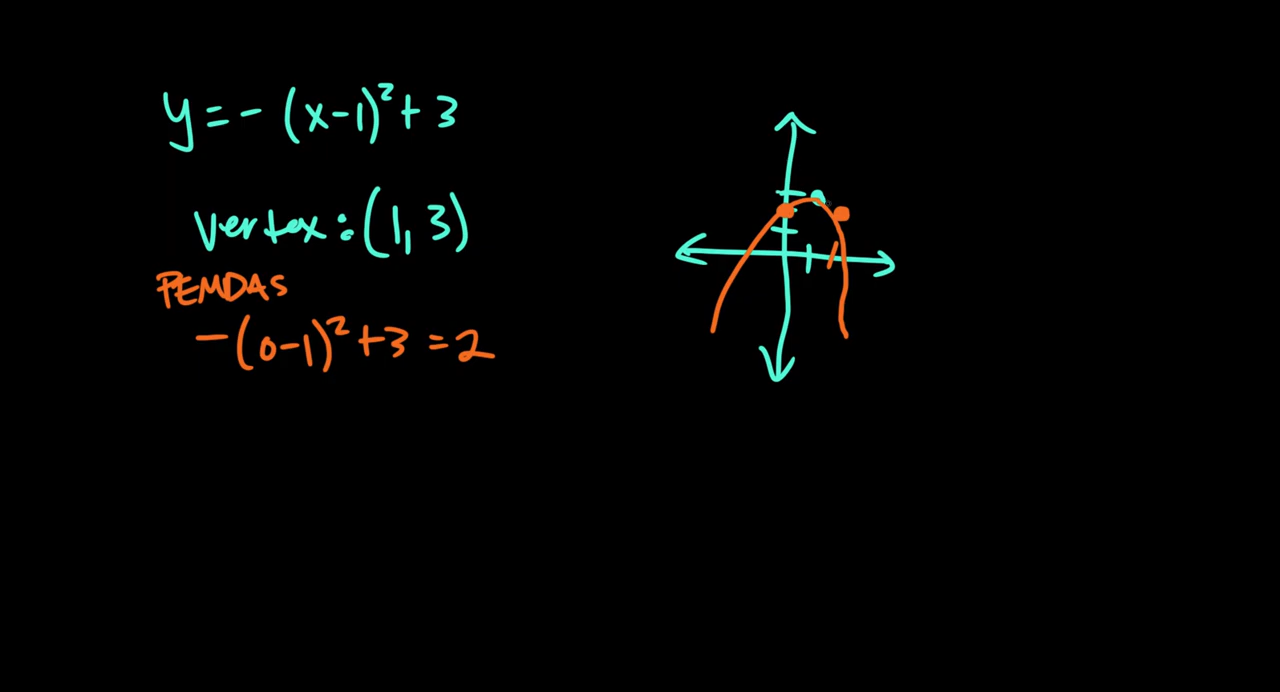 y = - (x-1)² + 3
vertex: (1, 3)
PEMDAS
-(0-1)² + 3 = 2